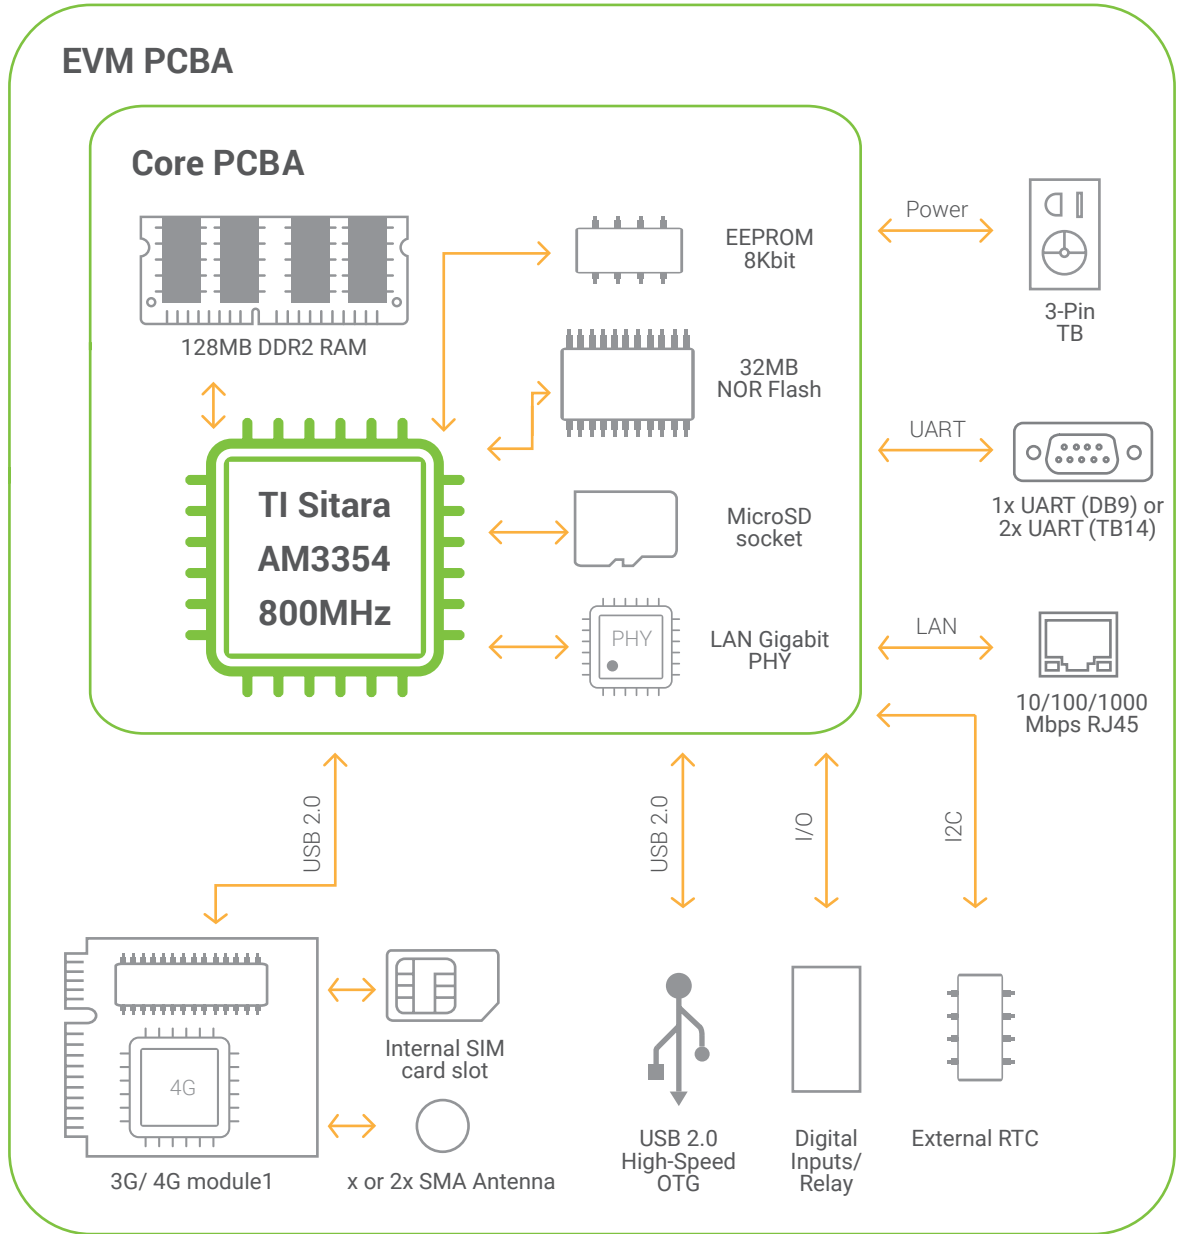 EVM PCBA
Core PCBA
128MB DDR2 RAM
EEPROM
8Kbit
32MB
NOR Flash
TI Sitara
AM3354
800MHz
MicroSD
socket
PHY
LAN Gigabit
PHY
Power
3-Pin
TB
UART
1x UART (DB9) or
2x UART (TB14)
LAN
10/100/1000
Mbps RJ45
USB 2.0
USB 2.0
I/O
I2C
4G
3G/ 4G module1
Internal SIM
card slot
x or 2x SMA Antenna
USB 2.0
High-Speed
OTG
Digital
Inputs/
Relay
External RTC